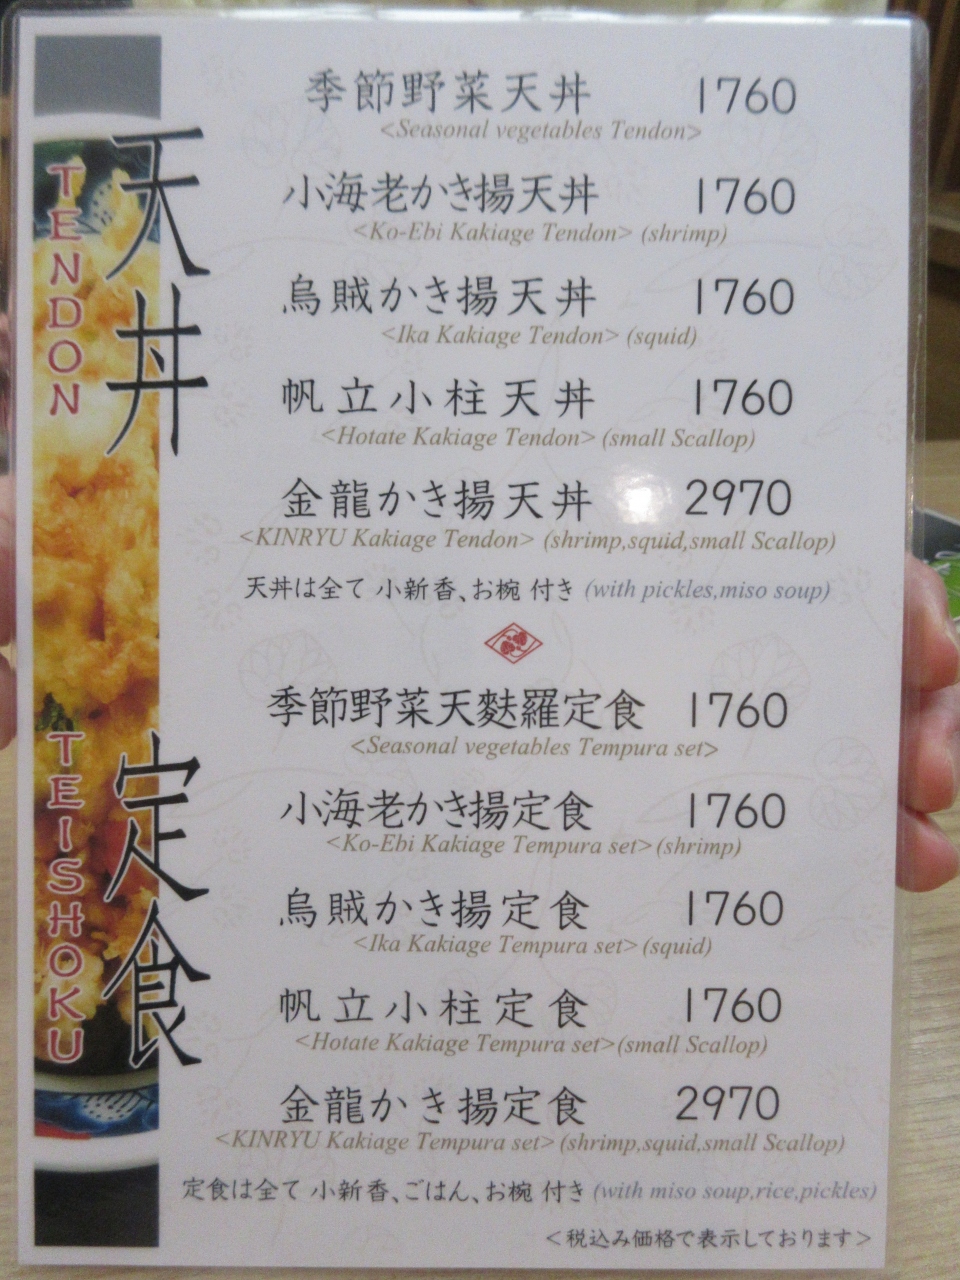 天丼
TENDON
季節野菜天丼 1760
<Seasonal vegetables Tendon>
小海老かき揚天丼 1760
<Ko-Ebi Kakiage Tendon> (shrimp)
烏賊かき揚天丼 1760
<Ika Kakiage Tendon> (squid)
帆立小柱天丼 1760
<Hotate Kakiage Tendon> (small Scallop)
金龍かき揚天丼 2970
<KINRYU Kakiage Tendon> (shrimp,squid,small Scallop)
天丼は全て 小新香、お椀 付き (with pickles,miso soup)
定食
TEISHOKU
季節野菜天麩羅定食 1760
<Seasonal vegetables Tempura set>
小海老かき揚定食 1760
<Ko-Ebi Kakiage Tempura set> (shrimp)
烏賊かき揚定食 1760
<Ika Kakiage Tempura set> (squid)
帆立小柱定食 1760
<Hotate Kakiage Tempura set> (small Scallop)
金龍かき揚定食 2970
<KINRYU Kakiage Tempura set> (shrimp,squid,small Scallop)
定食は全て 小新香、ごはん、お椀 付き (with miso soup,rice,pickles)
<税込み価格で表示しております>